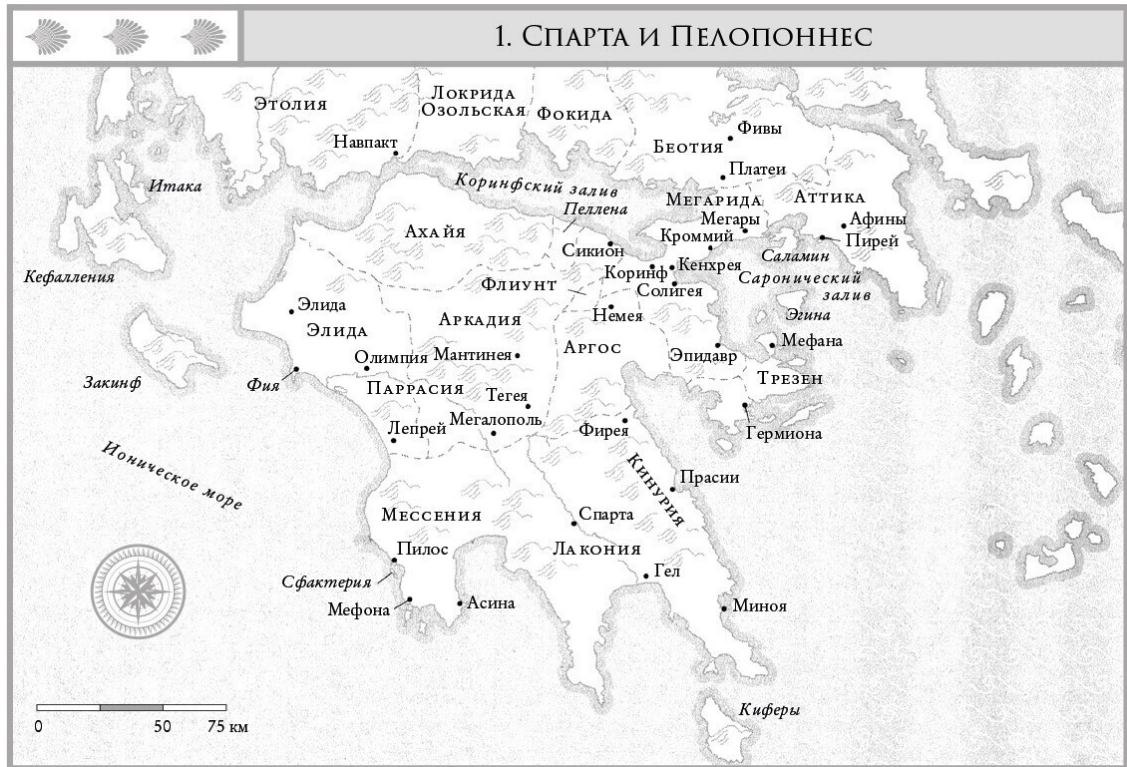 1. Спарта и Пелопоннес
Этолия
Локрида
Озольская
Фокида
Навпакт
Беотия
Фивы
Платеи
Итака
Коринфский залив
Пеллена
Мегарида
Мегары
Аттика
Афины
Пирей
Ахайя
Кроммий
Саламин
Сикион
Коринф
Кенхрея
Солигея
Саронический
залив
Кефалления
Флиунт
Немея
Эгина
Элида
Элида
Аркадия
Аргос
Эпидавр
Мефана
Олимпия
Мантинея
Закинф
Фия
Паррасия
Трезен
Тегея
Мегалополь
Лепрей
Фирея
Гермиона
Ионическое море
Кинурия
Прасии
Мессения
Спарта
Лакония
Пилос
Сфактерия
Гел
Мефона
Асина
Миноя
Киферы
0 50 75 км